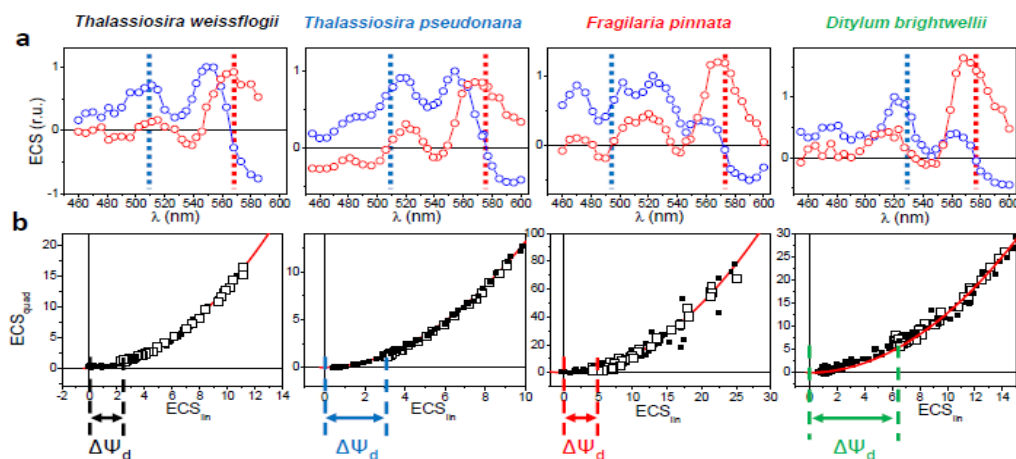 Thalassiosira weissflogii Thalassiosira pseudonana Fragilaria pinnata Ditylum brightwellii
a
ECS (r.u.)
1
0
-1
460 480 500 520 540 560 580 600
λ (nm)
1
0
460 480 500 520 540 560 580 600
λ (nm)
1
0
460 480 500 520 540 560 580 600
λ (nm)
1
0
460 480 500 520 540 560 580 600
λ (nm)
b
ECSquad
20
15
10
5
0
-2 0 2 4 6 8 10 12 14
ECSlin
ΔΨd
10
5
0
0 2 4 6 8 10
ECSlin
ΔΨd
100
80
60
40
20
0
0 5 10 15 20 25 30
ECSlin
ΔΨd
30
25
20
15
10
5
0
0 2 4 6 8 10 12 14
ECSlin
ΔΨd